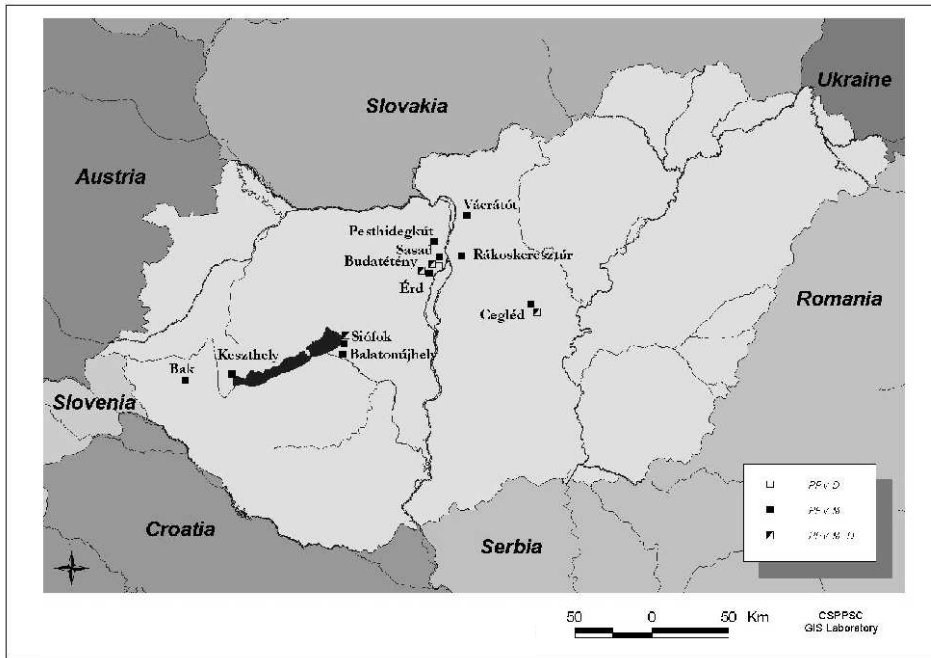 Ukraine
Slovakia
Austria
Vácrátót
Pesthidegkút
Sasad
Rákoskeresztúr
Budatétény
Érd
Romania
Cegléd
Siófok
Keszthely
Balatonújhely
Bak
Slovenia
Croatia
Serbia
50 0 50 Km
CSPPSC
GIS Laboratory